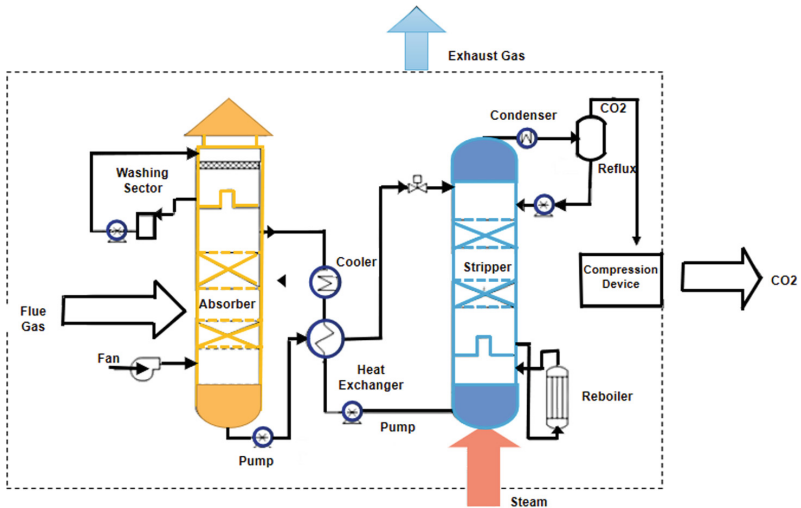 Exhaust Gas
CO2
Condenser
Washing
Sector
Reflux
Cooler
Stripper
Compression
Device
CO2
Absorber
Flue
Gas
Fan
Heat
Exchanger
Reboiler
Pump
Pump
Steam